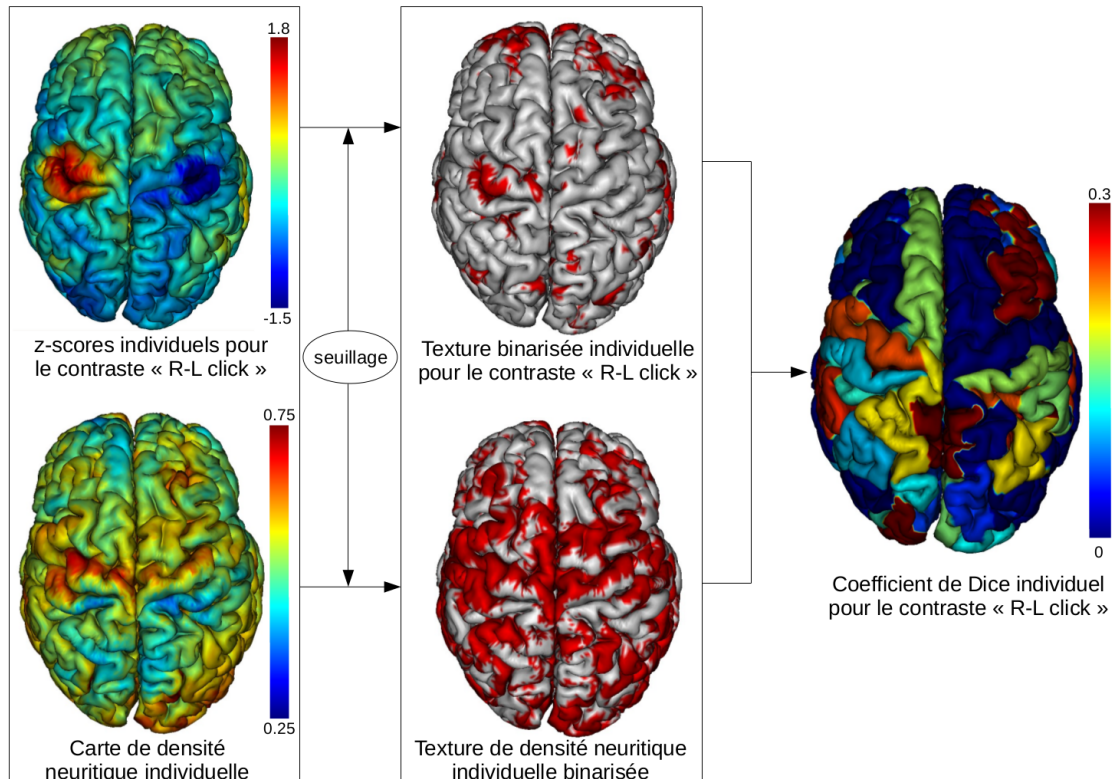 1.8
-1.5
z-scores individuels pour
le contraste « R-L click »
Texture binarisée individuelle
pour le contraste « R-L click »
seuillage
0.75
0.25
Carte de densité
neuritique individuelle
Texture de densité neuritique
individuelle binarisée
0.3
0
Coefficient de Dice individuel
pour le contraste « R-L click »